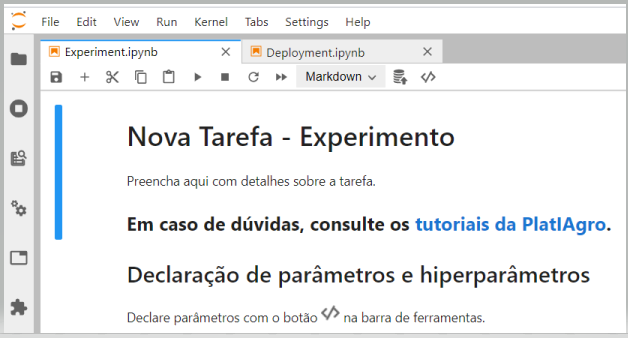 File Edit View Run Kernel Tabs Settings Help
Experiment.ipynb Deployment.ipynb
Markdown
Nova Tarefa - Experimento
Preencha aqui com detalhes sobre a tarefa.
Em caso de dúvidas, consulte os tutoriais da PlatIAgro.
Declaração de parâmetros e hiperparâmetros
Declare parâmetros com o botão </> na barra de ferramentas.